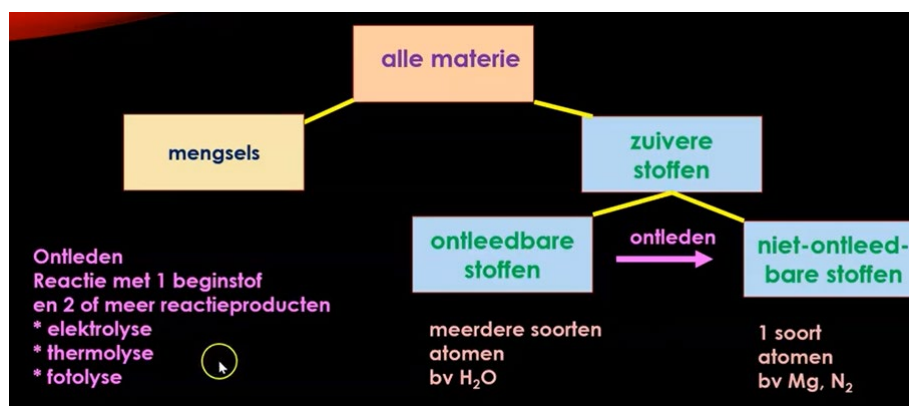 alle materie
mengsels
zuivere
stoffen
ontleedbare
stoffen
ontleden
niet-ontleed-
bare stoffen
Ontleden
Reactie met 1 beginstof
en 2 of meer reactieproducten
* elektrolyse
* thermolyse
* fotolyse
meerdere soorten
atomen
bv H₂O
1 soort
atomen
bv Mg, N₂